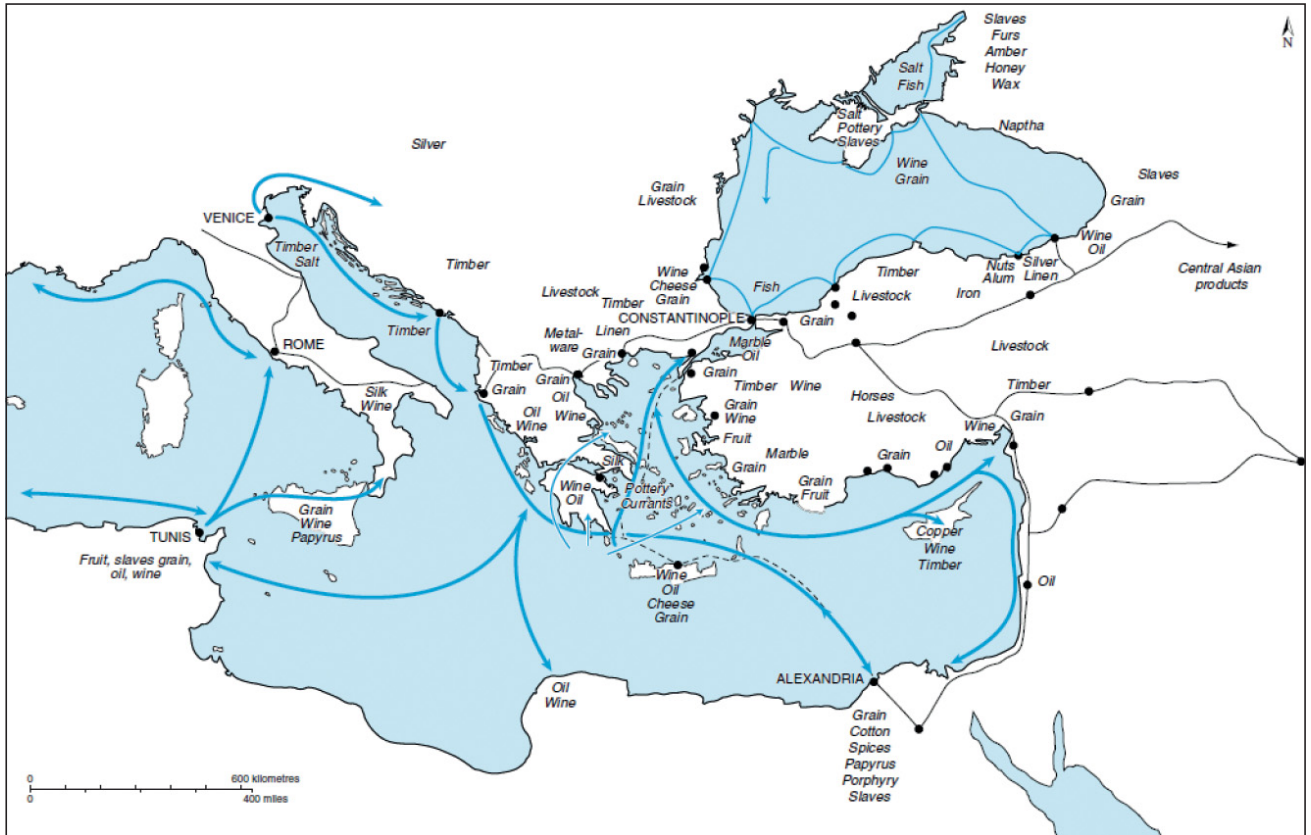 N
Slaves
Furs
Amber
Honey
Wax
Salt
Fish
Salt
Pottery
Slaves
Naptha
Silver
Wine
Grain
Grain
Livestock
Slaves
Grain
VENICE
Timber
Salt
Wine
Oil
Timber
Wine
Cheese
Grain
Fish
Timber
Nuts
Alum
Silver
Linen
Central Asian
products
Livestock
Timber
Livestock
Iron
Linen
CONSTANTINOPLE
Grain
Timber
Metal-
ware
Grain
Marble
Oil
Livestock
ROME
Timber
Grain
Grain
Oil
Wine
Grain
Timber
Wine
Horses
Timber
Silk
Wine
Oil
Wine
Grain
Wine
Livestock
Grain
Wine
Fruit
Oil
Marble
Grain
Silk
Grain
Grain
Fruit
Wine
Oil
Pottery
Currants
Grain
Wine
Papyrus
TUNIS
Copper
Wine
Timber
Fruit, slaves grain,
oil, wine
Wine
Oil
Cheese
Grain
Oil
ALEXANDRIA
Oil
Wine
Grain
Cotton
Spices
Papyrus
Porphyry
Slaves
0 600 kilometres
0 400 miles